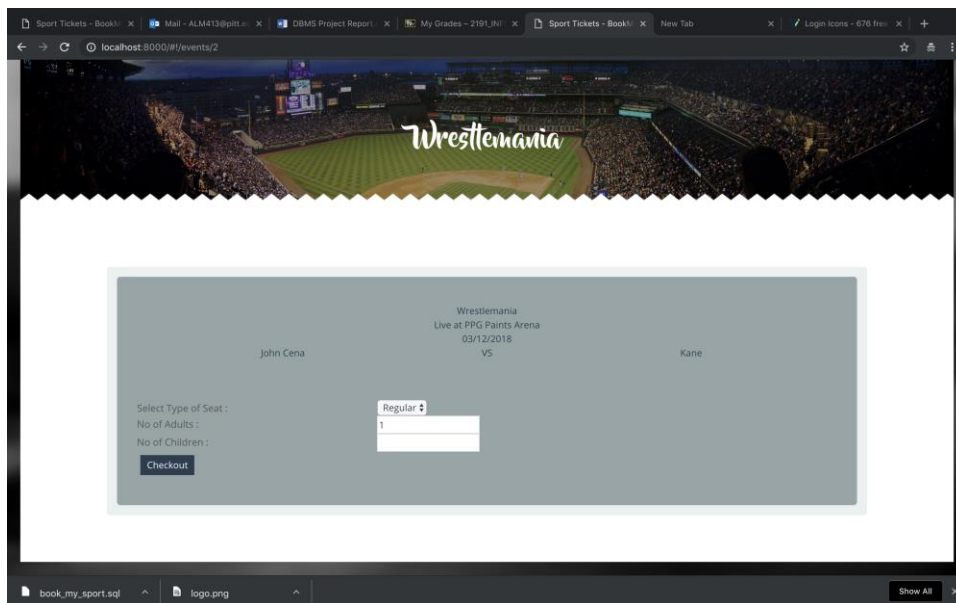 Sport Tickets - BookM
Mail - ALM413@pitt.e
DBMS Project Report.
My Grades – 2191_INF
Sport Tickets - BookM
New Tab
Login Icons - 676 free
localhost:8000/#!/events/2
Wrestlemania
Wrestlemania
Live at PPG Paints Arena
03/12/2018
John Cena VS Kane
Select Type of Seat : Regular
No of Adults : 1
No of Children :
Checkout
book_my_sport.sql
logo.png
Show All